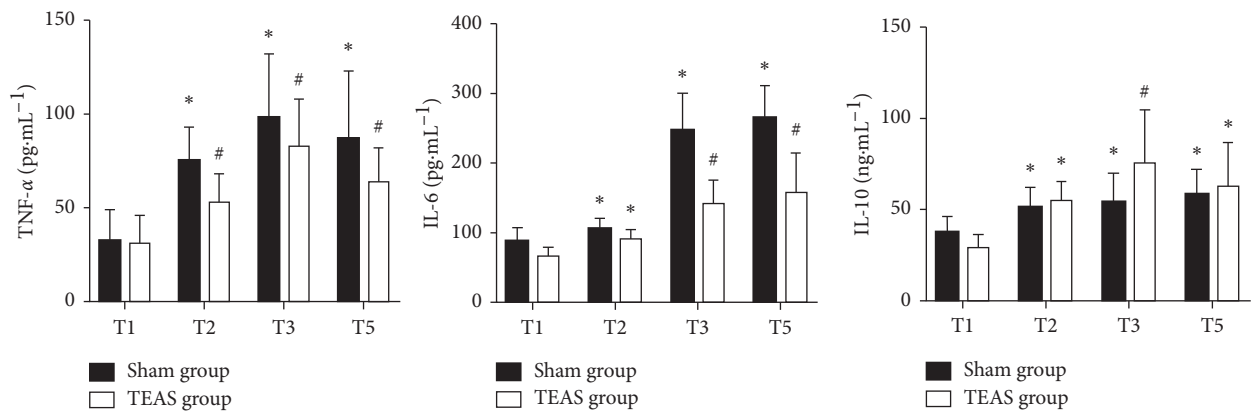 TNF-α (pg·mL⁻¹)
150
100
50
0
* * *
# # #
T1 T2 T3 T5
Sham group
TEAS group
IL-6 (pg·mL⁻¹)
400
300
200
100
0
* * * *
# #
T1 T2 T3 T5
Sham group
TEAS group
IL-10 (ng·mL⁻¹)
150
100
50
0
#
* * * * *
T1 T2 T3 T5
Sham group
TEAS group